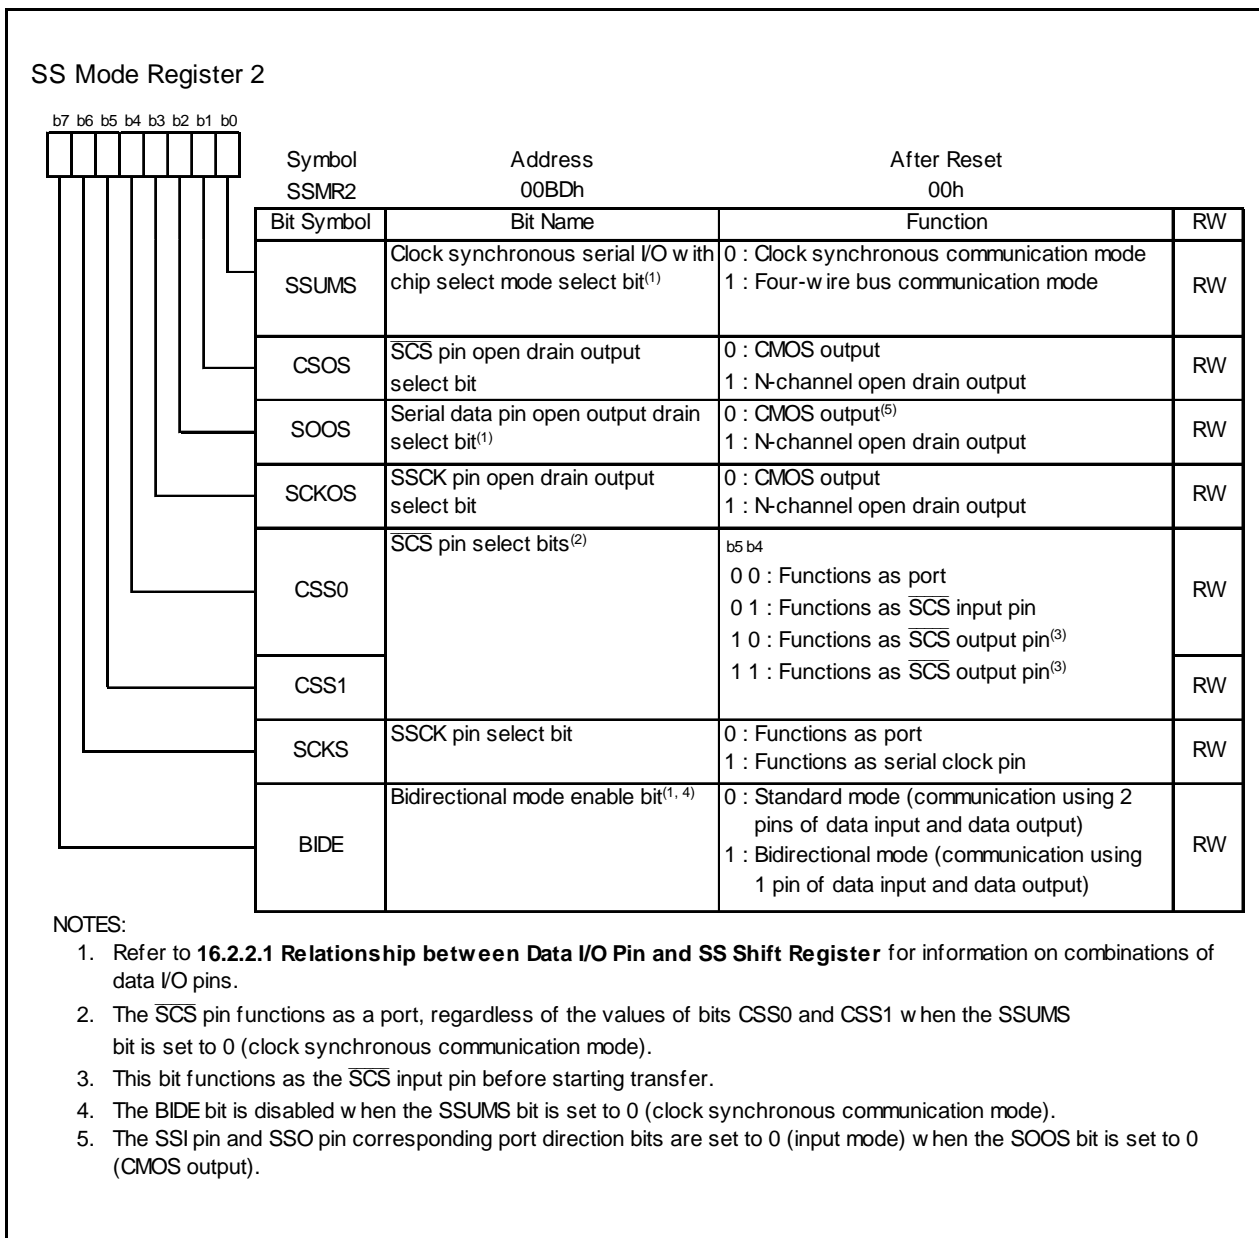 SS Mode Register 2
b7 b6 b5 b4 b3 b2 b1 b0
Symbol Address After Reset
SSMR2 00BDh 00h
Bit Symbol Bit Name Function RW
SSUMS Clock synchronous serial I/O with chip select mode select bit(1) 0 : Clock synchronous communication mode RW
1 : Four-wire bus communication mode
CSOS SCS pin open drain output select bit 0 : CMOS output RW
1 : N-channel open drain output
SOOS Serial data pin open output drain select bit(1) 0 : CMOS output(5) RW
1 : N-channel open drain output
SCKOS SSCK pin open drain output select bit 0 : CMOS output RW
1 : N-channel open drain output
CSS0 SCS pin select bits(2) b5 b4 RW
0 0 : Functions as port
0 1 : Functions as SCS input pin
1 0 : Functions as SCS output pin(3)
CSS1 1 1 : Functions as SCS output pin(3) RW
SCKS SSCK pin select bit 0 : Functions as port RW
1 : Functions as serial clock pin
BIDE Bidirectional mode enable bit(1, 4) 0 : Standard mode (communication using 2 RW
pins of data input and data output)
1 : Bidirectional mode (communication using
1 pin of data input and data output)
NOTES:
1. Refer to 16.2.2.1 Relationship between Data I/O Pin and SS Shift Register for information on combinations of
data I/O pins.
2. The SCS pin functions as a port, regardless of the values of bits CSS0 and CSS1 when the SSUMS
bit is set to 0 (clock synchronous communication mode).
3. This bit functions as the SCS input pin before starting transfer.
4. The BIDE bit is disabled when the SSUMS bit is set to 0 (clock synchronous communication mode).
5. The SSI pin and SSO pin corresponding port direction bits are set to 0 (input mode) when the SOOS bit is set to 0
(CMOS output).